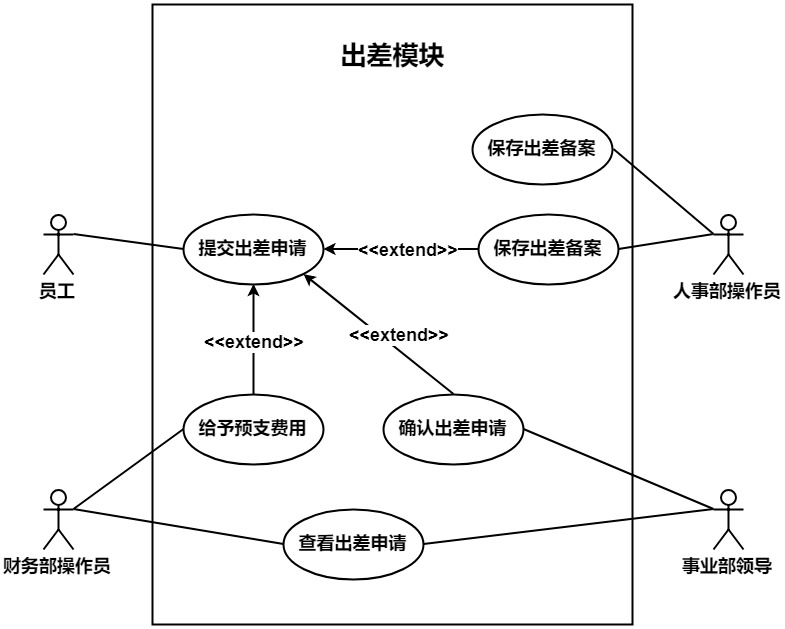 出差模块
保存出差备案
提交出差申请
<<extend>>
保存出差备案
员工
人事部操作员
<<extend>>
<<extend>>
给予预支费用
确认出差申请
查看出差申请
财务部操作员
事业部领导